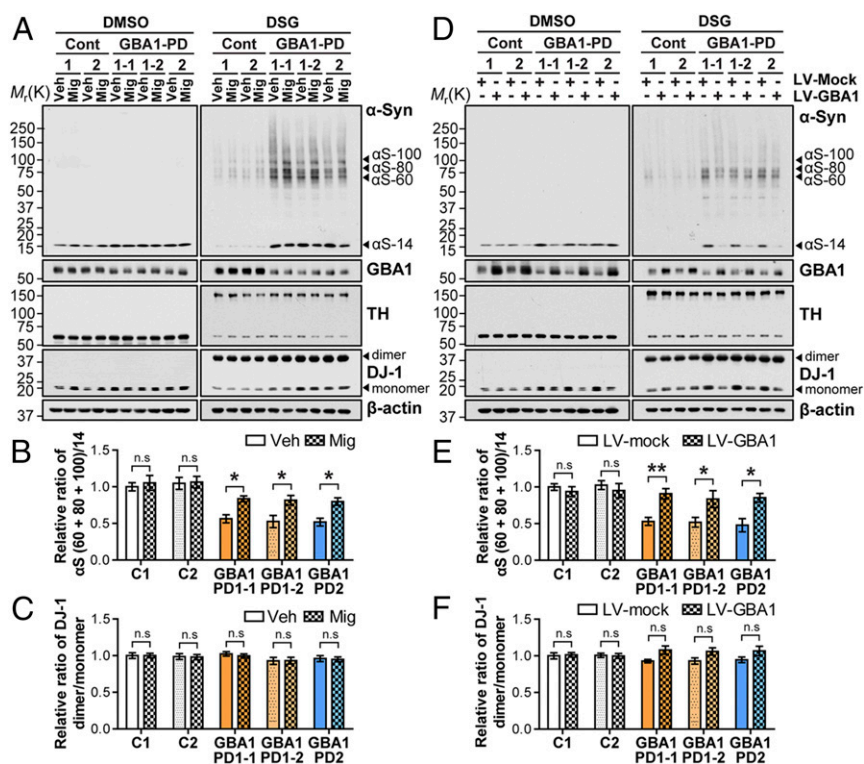 A
DMSO
DSG
Cont
GBA1-PD
Cont
GBA1-PD
1 2 1-1 1-2 2
1 2 1-1 1-2 2
Veh Mig Veh Mig Veh Mig Veh Mig Veh Mig
Veh Mig Veh Mig Veh Mig Veh Mig Veh Mig
Mr(K)
α-Syn
250
150
100
75
50
37
25
20
15
αS-100
αS-80
αS-60
αS-14
50
GBA1
150
100
75
50
TH
37
25
20
dimer
DJ-1
monomer
37
β-actin
B
Veh
Mig
Relative ratio of
αS (60 + 80 + 100)/14
1.5
1.0
0.5
0
n.s n.s * * *
C1 C2 GBA1 GBA1 GBA1
PD1-1 PD1-2 PD2
C
Veh
Mig
Relative ratio of DJ-1
dimer/monomer
1.5
1.0
0.5
0
n.s n.s n.s n.s n.s
C1 C2 GBA1 GBA1 GBA1
PD1-1 PD1-2 PD2
D
DMSO
DSG
Cont
GBA1-PD
Cont
GBA1-PD
1 2 1-1 1-2 2
1 2 1-1 1-2 2
+ - + - + - + - + -
+ - + - + - + - + -
LV-Mock
- + - + - + - + - +
- + - + - + - + - +
LV-GBA1
Mr(K)
α-Syn
250
150
100
75
50
37
25
20
15
αS-100
αS-80
αS-60
αS-14
50
GBA1
150
100
75
50
TH
37
25
20
dimer
DJ-1
monomer
37
β-actin
E
LV-mock
LV-GBA1
Relative ratio of
αS (60 + 80 + 100)/14
1.5
1.0
0.5
0
n.s n.s ** * *
C1 C2 GBA1 GBA1 GBA1
PD1-1 PD1-2 PD2
F
LV-mock
LV-GBA1
Relative ratio of DJ-1
dimer/monomer
1.5
1.0
0.5
0
n.s n.s n.s n.s n.s
C1 C2 GBA1 GBA1 GBA1
PD1-1 PD1-2 PD2